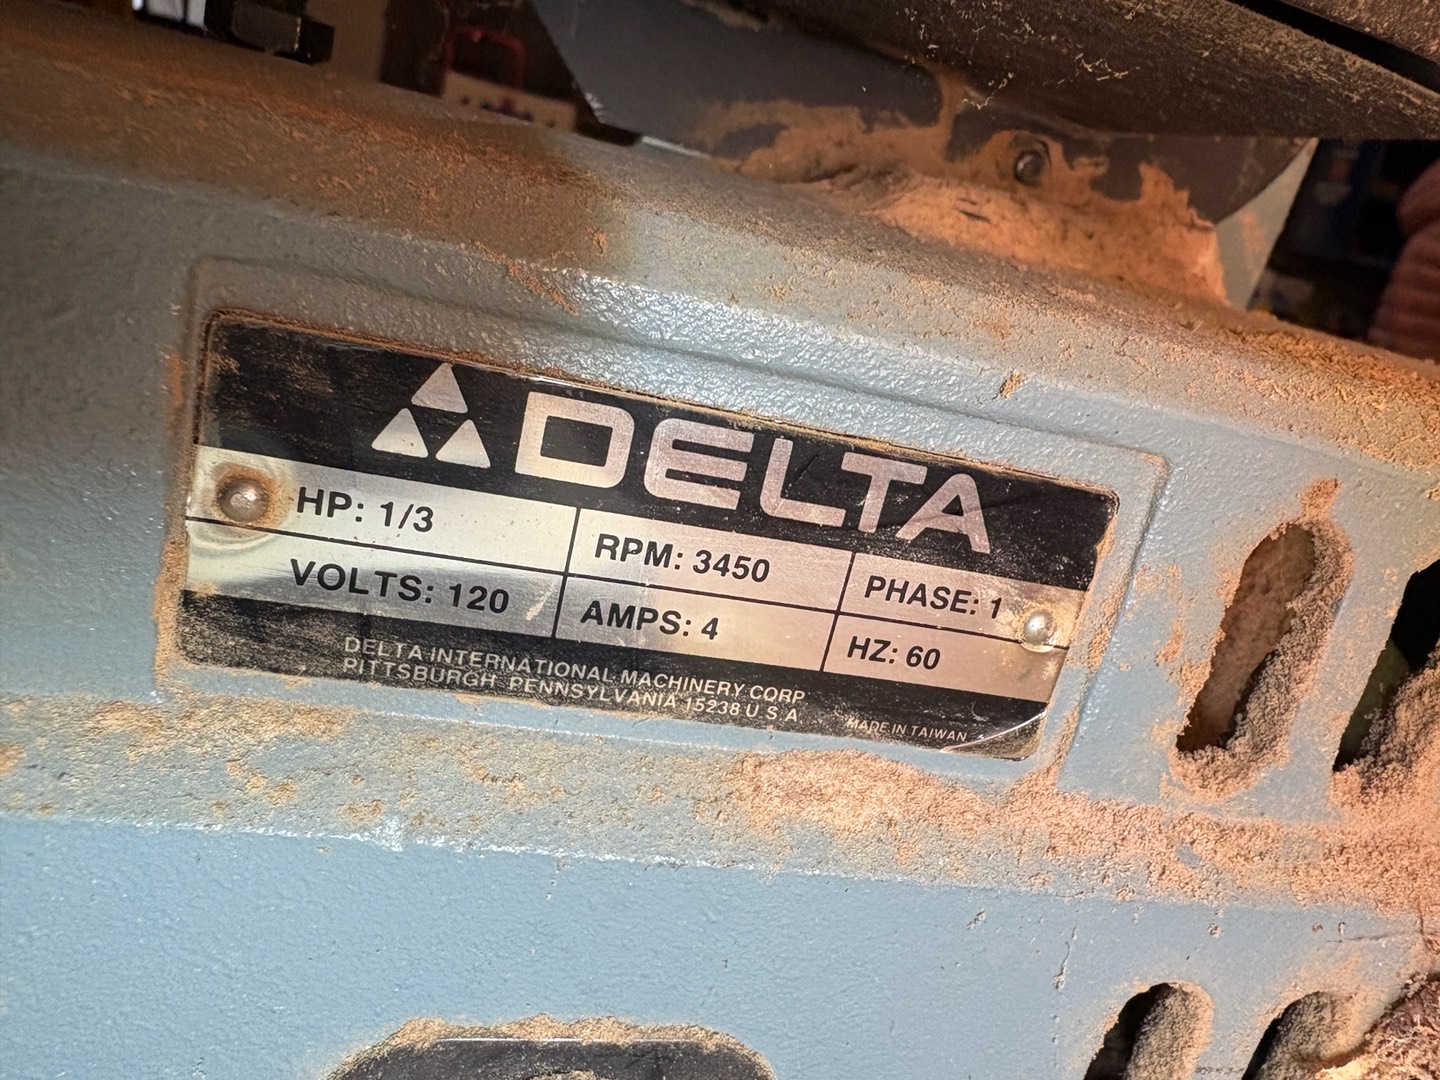 DELTA
HP: 1/3
RPM: 3450
PHASE: 1
VOLTS: 120
AMPS: 4
HZ: 60
DELTA INTERNATIONAL MACHINERY CORP
PITTSBURGH PENNSYLVANIA 15238 U S A
MADE IN TAIWAN